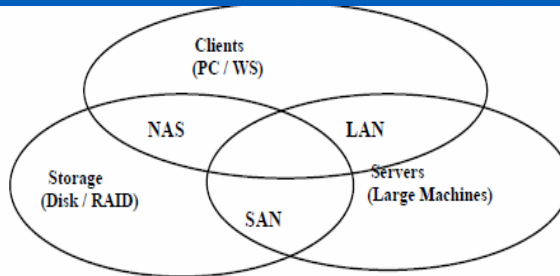 Clients
(PC / WS)
NAS
LAN
Storage
(Disk / RAID)
Servers
(Large Machines)
SAN